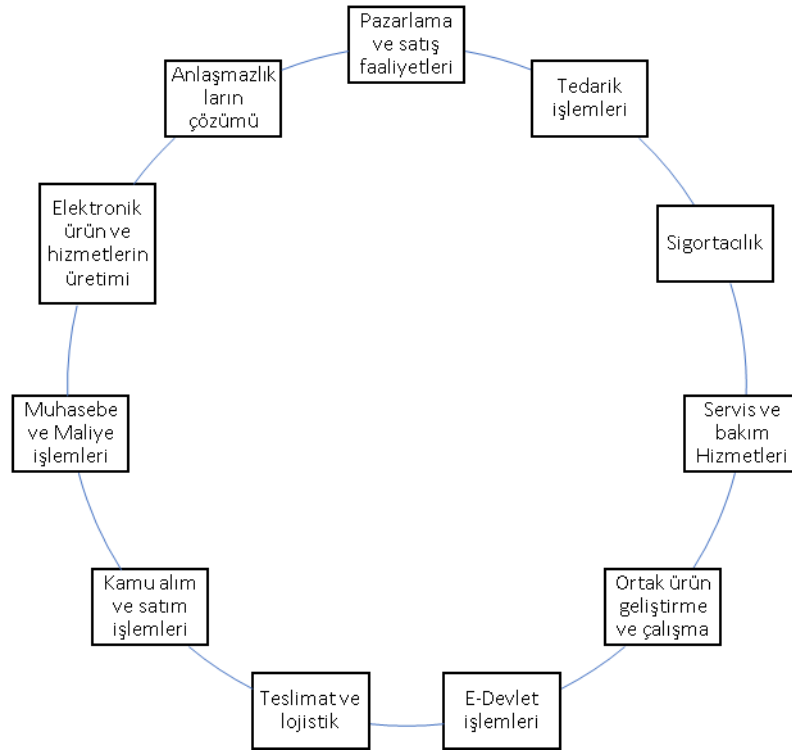 Pazarlama
ve satış
faaliyetleri
Tedarik
işlemleri
Sigortacılık
Servis ve
bakım
Hizmetleri
Ortak ürün
geliştirme
ve çalışma
E-Devlet
işlemleri
Teslimat ve
lojistik
Kamu alım
ve satım
işlemleri
Muhasebe
ve Maliye
işlemleri
Elektronik
ürün ve
hizmetlerin
üretimi
Anlaşmazlık
ların
çözümü